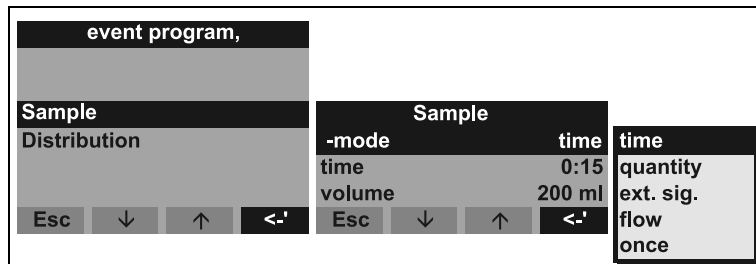 event program,
Sample
Distribution
Esc ↓ ↑ <-'
Sample
-mode time
time 0:15
volume 200 ml
Esc ↓ ↑ <-'
time
quantity
ext. sig.
flow
once